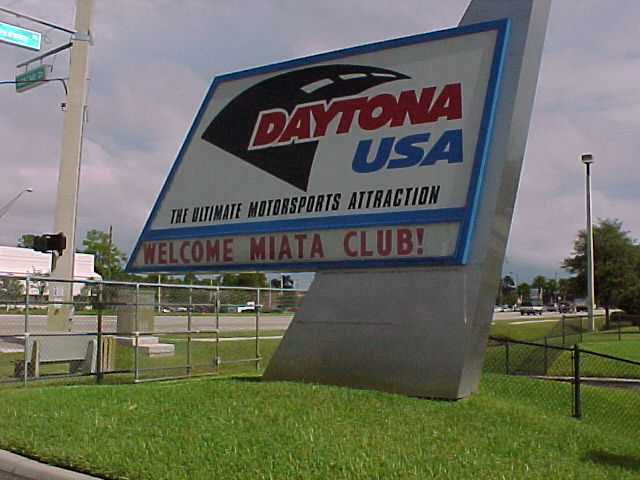 DAYTONA
USA
THE ULTIMATE MOTORSPORTS ATTRACTION
WELCOME MIATA CLUB!